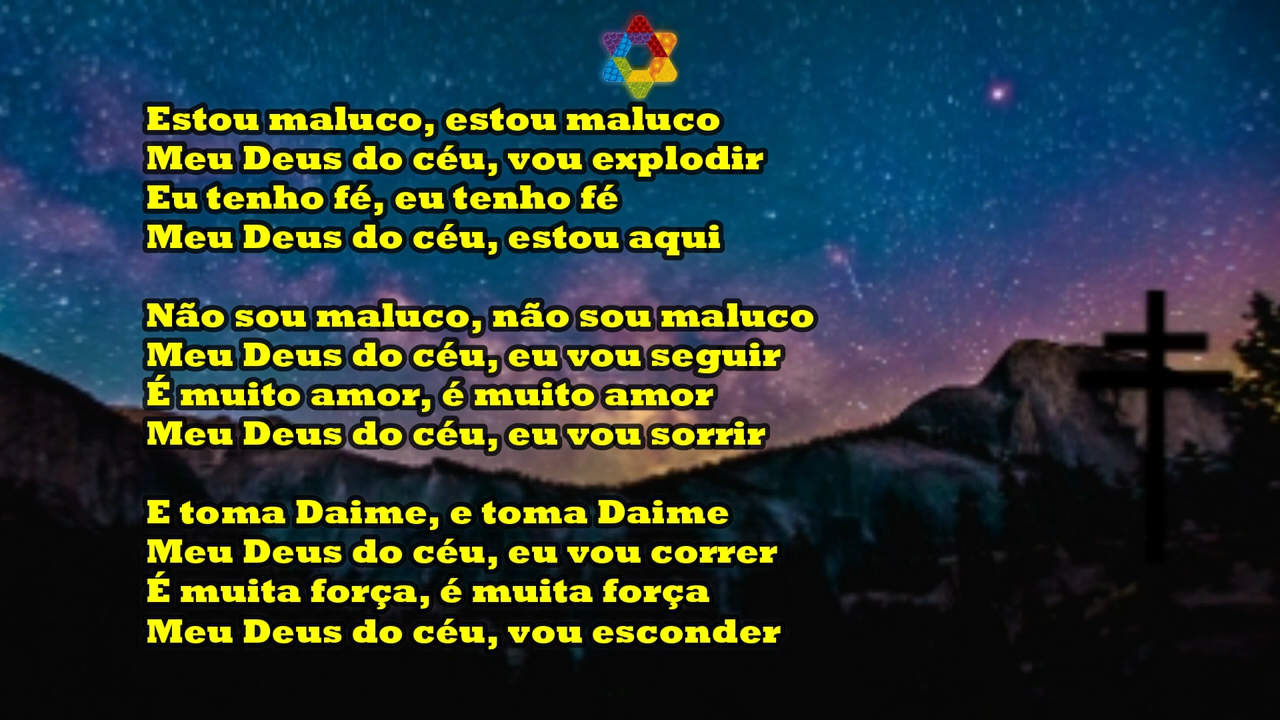 Estou maluco, estou maluco
Meu Deus do céu, vou explodir
Eu tenho fé, eu tenho fé
Meu Deus do céu, estou aqui
Não sou maluco, não sou maluco
Meu Deus do céu, eu vou seguir
É muito amor, é muito amor
Meu Deus do céu, eu vou sorrir
E toma Daime, e toma Daime
Meu Deus do céu, eu vou correr
É muita força, é muita força
Meu Deus do céu, vou esconder